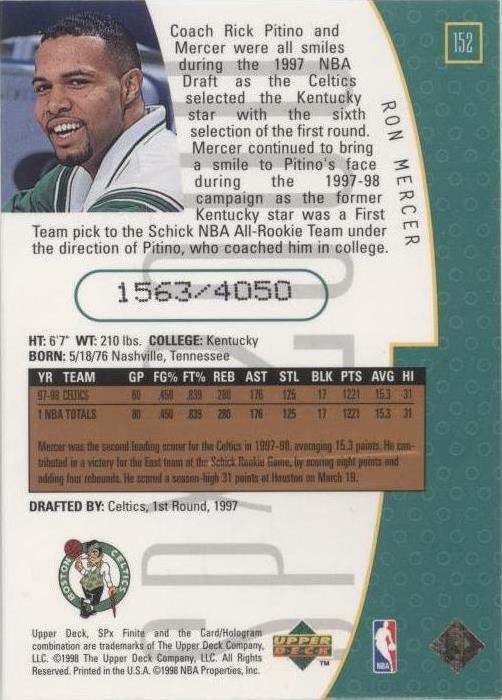 152
RON MERCER
Coach Rick Pitino and
Mercer were all smiles
during the 1997 NBA
Draft as the Celtics
selected the Kentucky
star with the sixth
selection of the first round.
Mercer continued to bring
a smile to Pitino's face
during the 1997-98
campaign as the former
Kentucky star was a First
Team pick to the Schick NBA All-Rookie Team under
the direction of Pitino, who coached him in college.
1563/4050
HT: 6'7" WT: 210 lbs. COLLEGE: Kentucky
BORN: 5/18/76 Nashville, Tennessee
YR TEAM GP FG% FT% REB AST STL BLK PTS AVG HI
97-98 CELTICS 80 .450 .839 280 176 125 17 1221 15.3 31
1 NBA TOTALS 80 .450 .839 280 176 125 17 1221 15.3 31
Mercer was the second leading scorer for the Celtics in 1997-98, averaging 15.3 points. He con-
tributed in a victory for the East team at the Schick Rookie Game, by scoring eight points and
adding four rebounds. He scored a season-high 31 points at Houston on March 19.
DRAFTED BY: Celtics, 1st Round, 1997
BOSTON CELTICS
Upper Deck, SPx Finite and the Card/Hologram
combination are trademarks of The Upper Deck Company,
LLC. ©1998 The Upper Deck Company, LLC. All Rights
Reserved. Printed in the U.S.A. ©1998 NBA Properties, Inc.
UPPER
DECK
TM
NBA